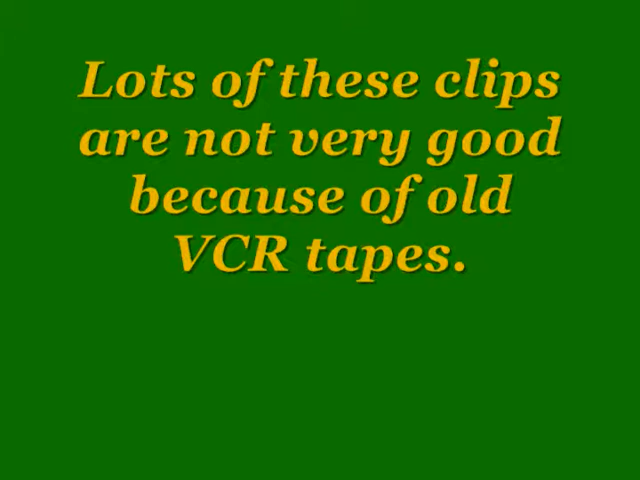 Lots of these clips
are not very good
because of old
VCR tapes.